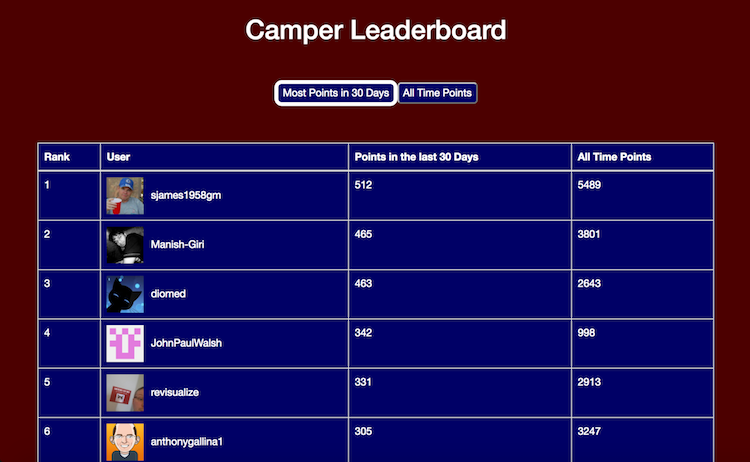 Camper Leaderboard
Most Points in 30 Days All Time Points
Rank User Points in the last 30 Days All Time Points
1 sjames1958gm 512 5489
2 Manish-Giri 465 3801
3 diomed 463 2643
4 JohnPaulWalsh 342 998
5 revisualize 331 2913
6 anthonygallina1 305 3247